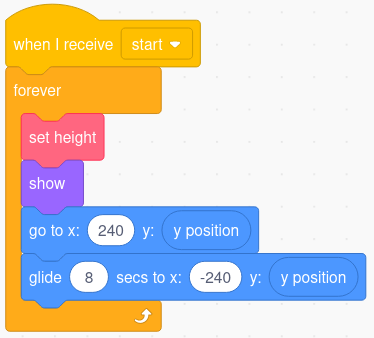 when I receive start
forever
set height
show
go to x: 240 y: y position
glide 8 secs to x: -240 y: y position